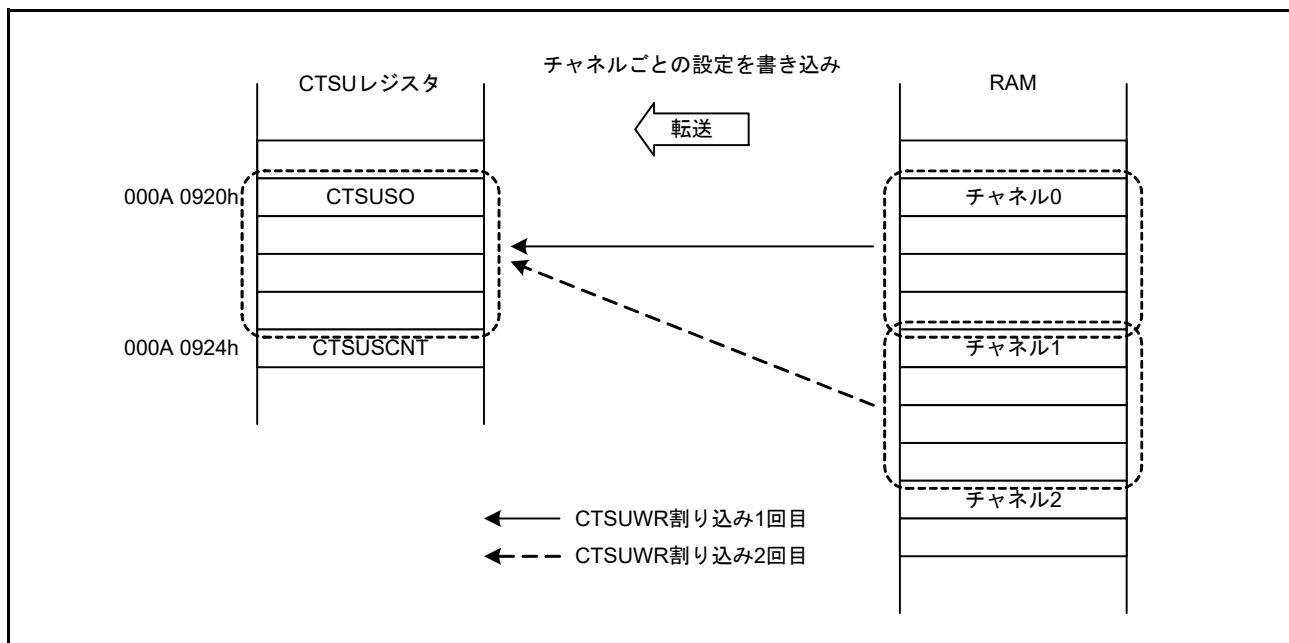 チャネルごとの設定を書き込み
CTSUレジスタ
RAM
転送
000A 0920h
CTSUSO
チャネル0
000A 0924h
CTSUSCNT
チャネル1
チャネル2
CTSUWR割り込み1回目
CTSUWR割り込み2回目